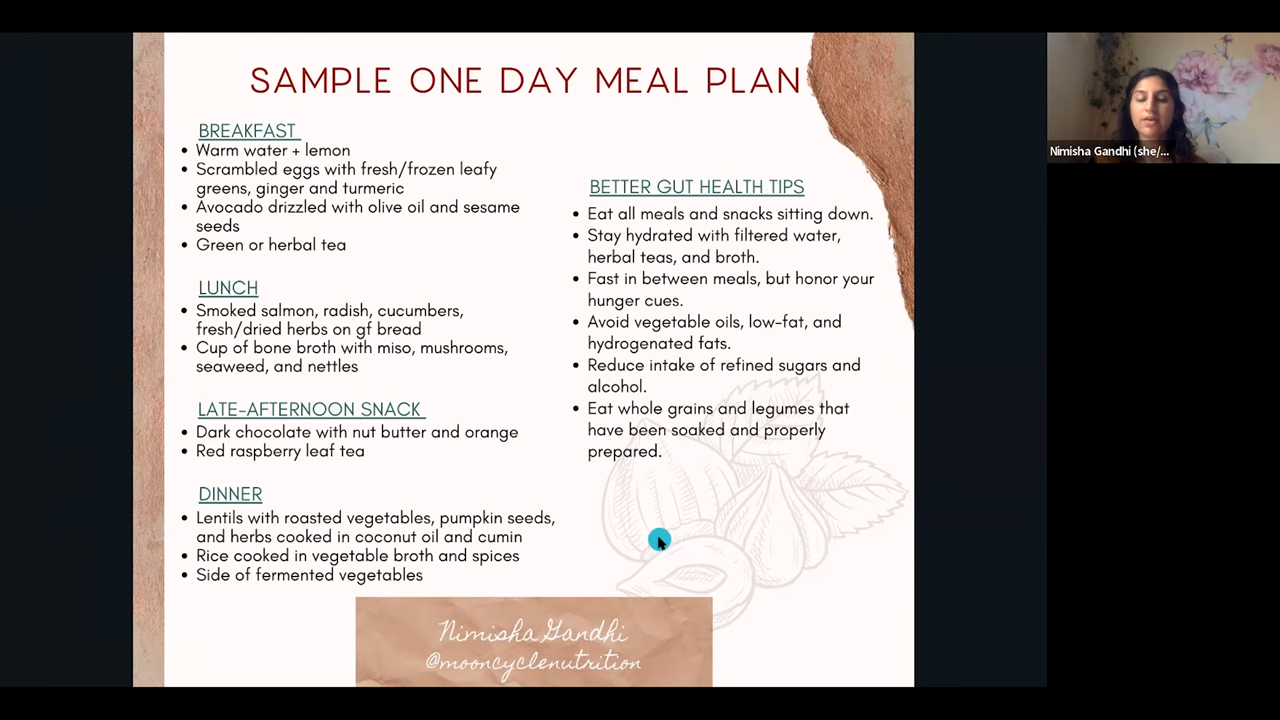 SAMPLE ONE DAY MEAL PLAN
BREAKFAST
• Warm water + lemon
• Scrambled eggs with fresh/frozen leafy
greens, ginger and turmeric
• Avocado drizzled with olive oil and sesame
seeds
• Green or herbal tea
LUNCH
• Smoked salmon, radish, cucumbers,
fresh/dried herbs on gf bread
• Cup of bone broth with miso, mushrooms,
seaweed, and nettles
LATE-AFTERNOON SNACK
• Dark chocolate with nut butter and orange
• Red raspberry leaf tea
DINNER
• Lentils with roasted vegetables, pumpkin seeds,
and herbs cooked in coconut oil and cumin
• Rice cooked in vegetable broth and spices
• Side of fermented vegetables
BETTER GUT HEALTH TIPS
• Eat all meals and snacks sitting down.
• Stay hydrated with filtered water,
herbal teas, and broth.
• Fast in between meals, but honor your
hunger cues.
• Avoid vegetable oils, low-fat, and
hydrogenated fats.
• Reduce intake of refined sugars and
alcohol.
• Eat whole grains and legumes that
have been soaked and properly
prepared.
Nimisha Gandhi
@mooncyclenutrition
Nimisha Gandhi (she/...